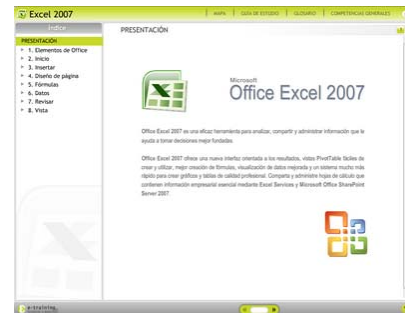 Excel 2007
MAPA | GUÍA DE ESTUDIO | GLOSARIO | COMPETENCIAS GENERALES
Índice
PRESENTACIÓN
PRESENTACIÓN
1. Elementos de Office
2. Inicio
3. Insertar
4. Diseño de página
5. Fórmulas
6. Datos
7. Revisar
8. Vista
Microsoft
Office Excel 2007
Office Excel 2007 es una eficaz herramienta para analizar, compartir y administrar información que le
ayuda a tomar decisiones mejor fundadas.
Office Excel 2007 ofrece una nueva interfaz orientada a los resultados, vistas PivotTable fáciles de
crear y utilizar, mejor creación de fórmulas, visualización de datos mejorada y un sistema mucho más
rápido para crear gráficos y tablas de calidad profesional. Comparta y administre hojas de cálculo que
contienen información empresarial esencial mediante Excel Services y Microsoft Office SharePoint
Server 2007.
e-training